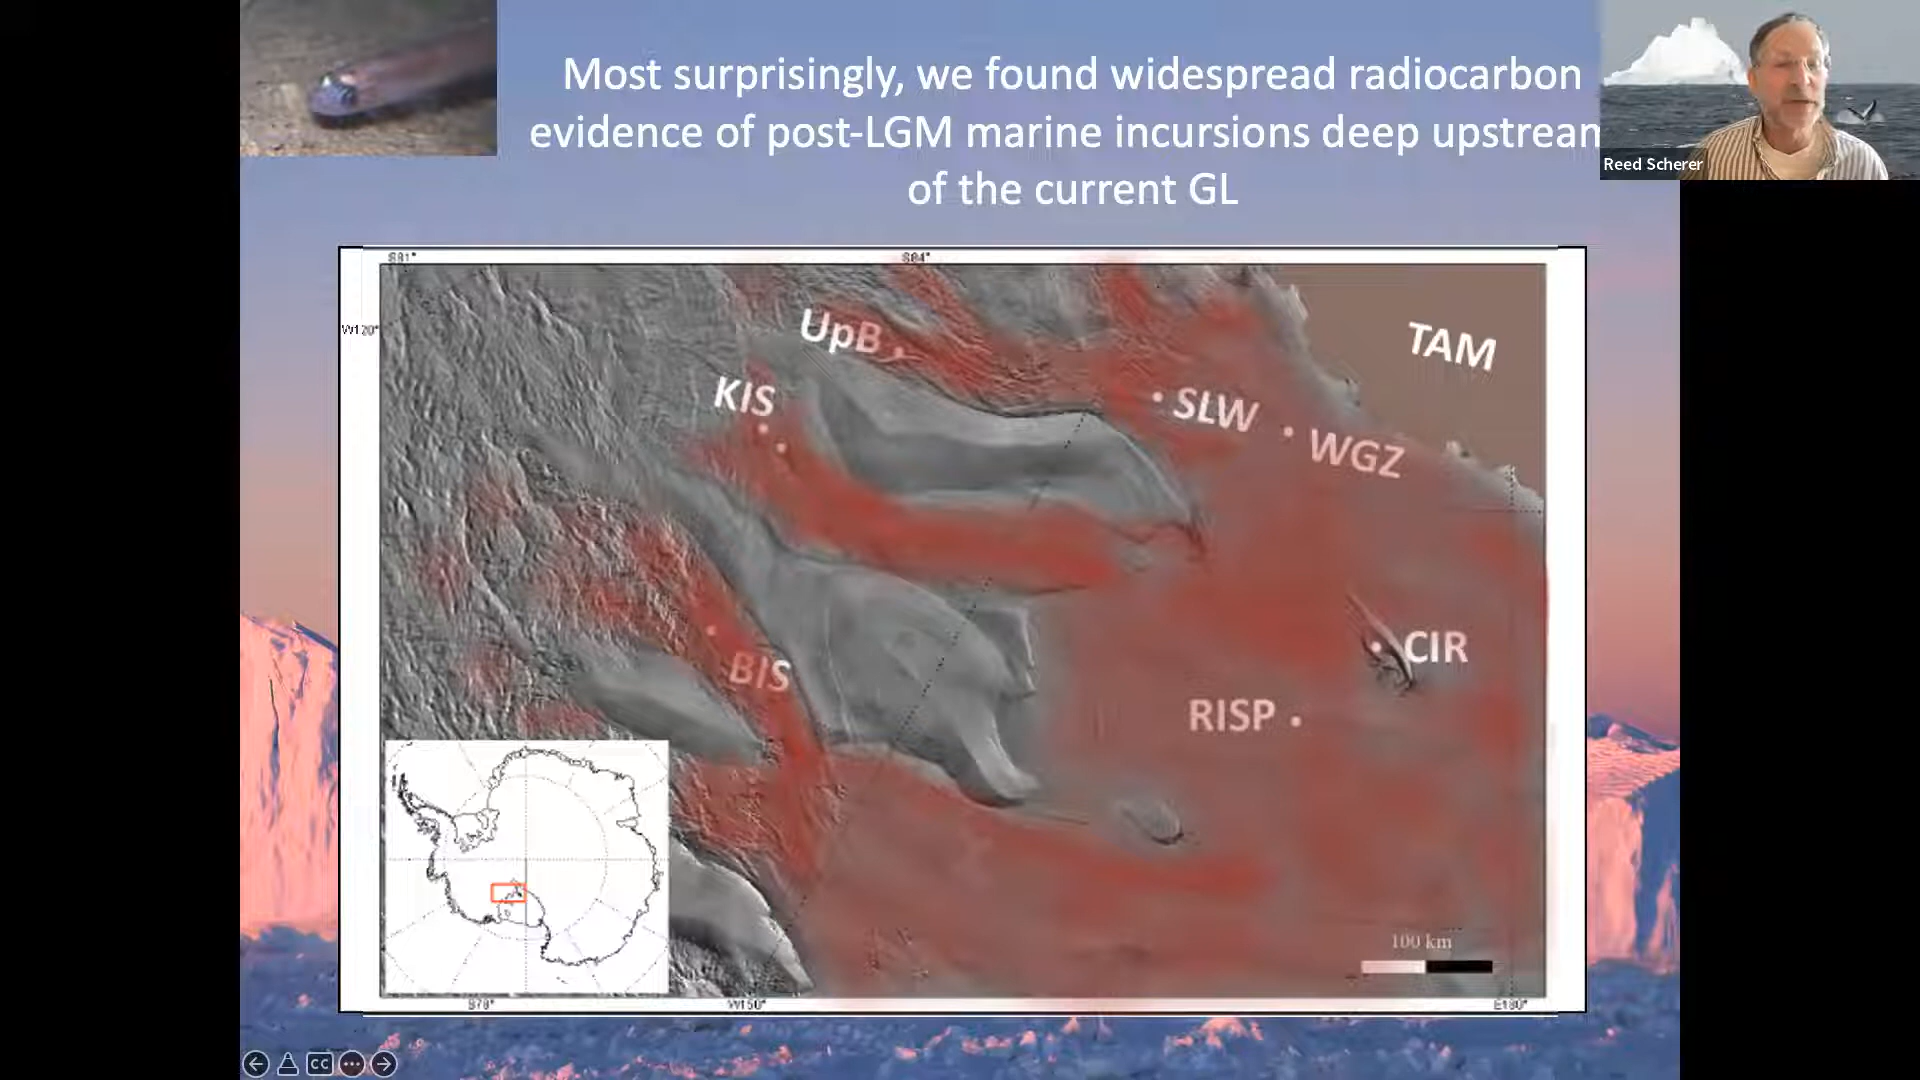 Most surprisingly, we found widespread radiocarbon
evidence of post-LGM marine incursions deep upstream
of the current GL
Reed Scherer
S81°
S84°
W120°
UpB
TAM
KIS
SLW
WGZ
CIR
BIS
RISP
100 km
S78°
W150°
E180°
CC